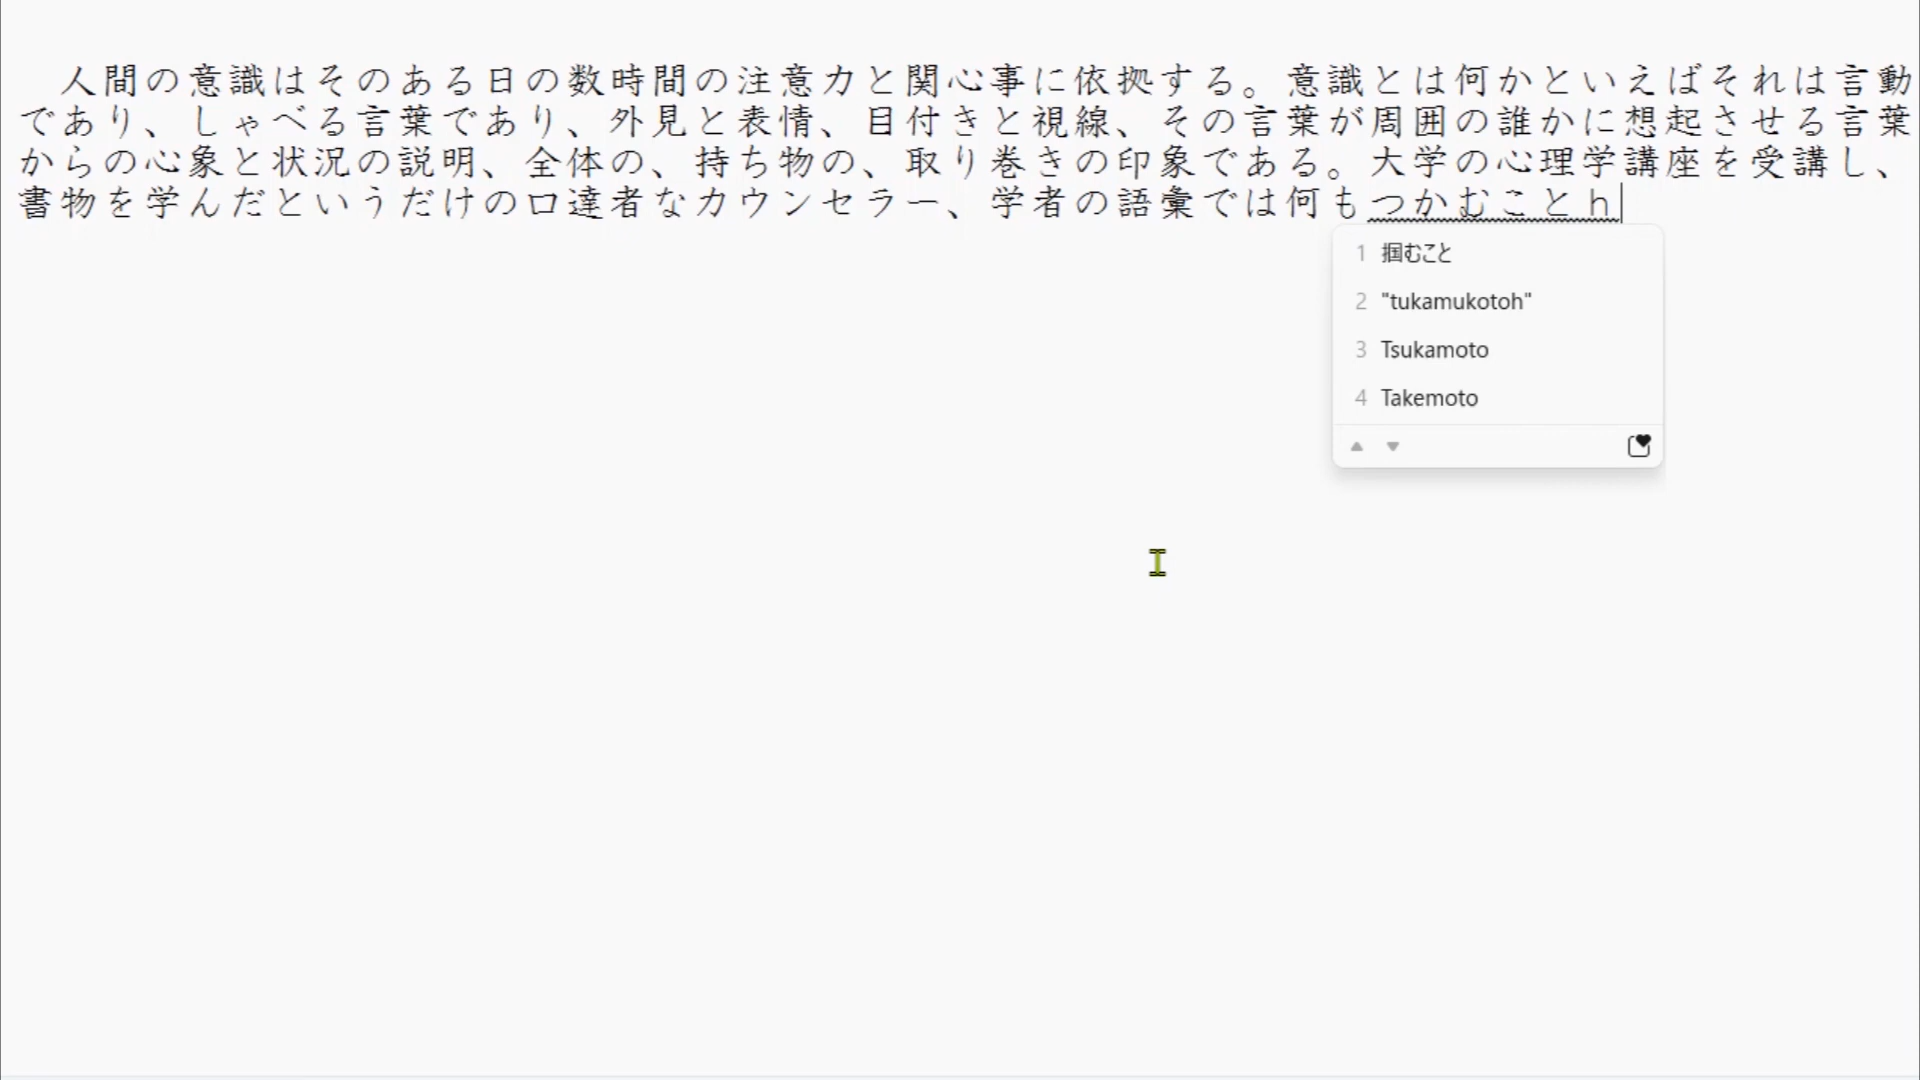 人間の意識はそのある日の数時間の注意力と関心事に依拠する。意識とは何かといえばそれは言動
であり、しゃべる言葉であり、外見と表情、目付きと視線、その言葉が周囲の誰かに想起させる言葉
からの心象と状況の説明、全体の、持ち物の、取り巻きの印象である。大学の心理学講座を受講し、
書物を学んだというだけの口達者なカウンセラー、学者の語彙では何もつかむことｈ
1 掴むこと
2 "tukamukotoh"
3 Tsukamoto
4 Takemoto